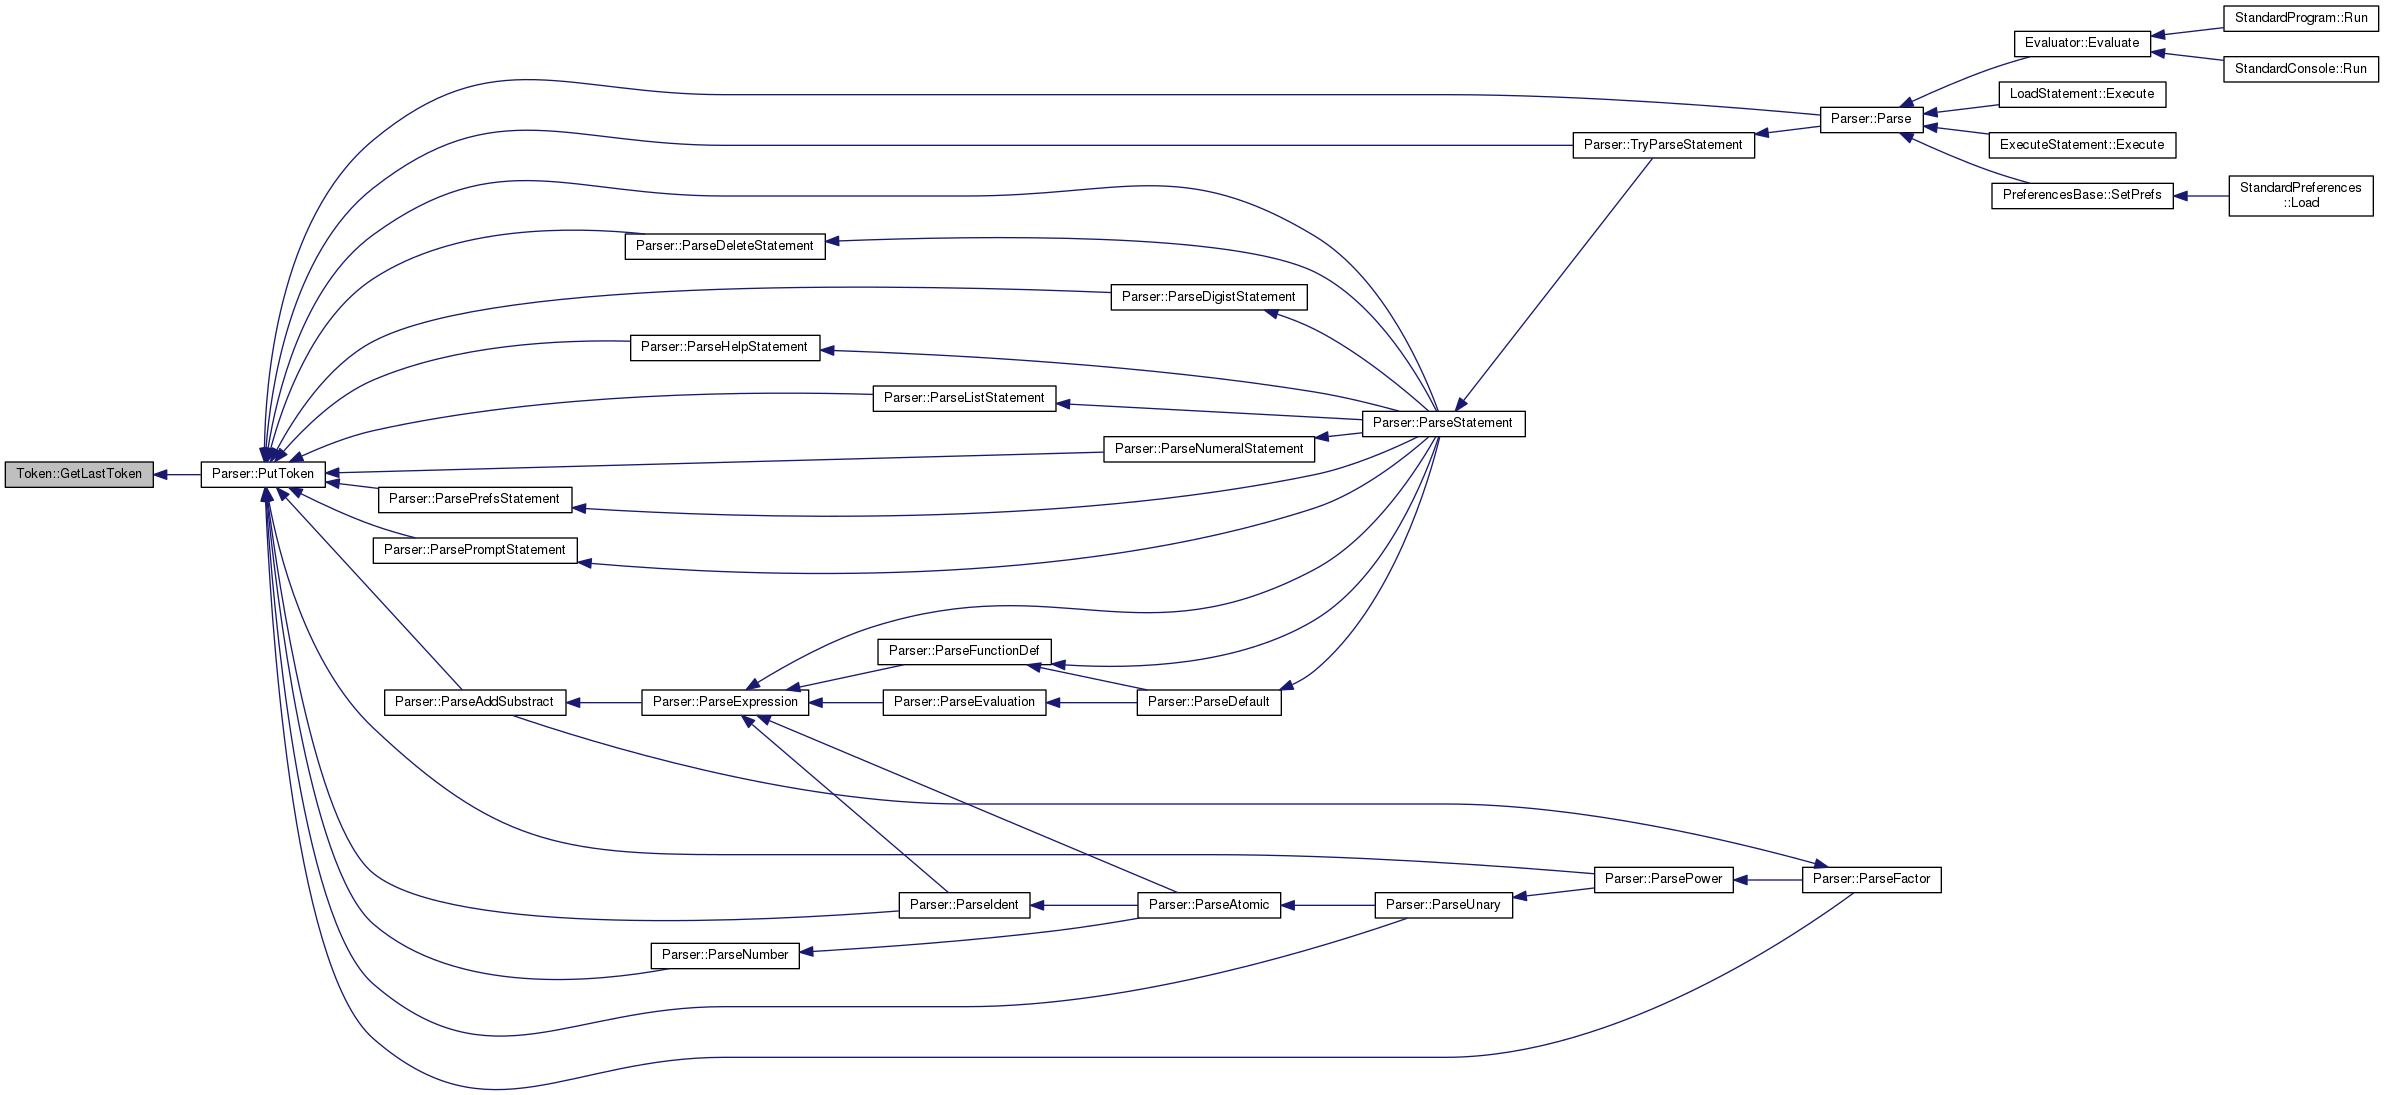 StandardProgram::Run
Evaluator::Evaluate
StandardConsole::Run
LoadStatement::Execute
Parser::Parse
Parser::TryParseStatement
ExecuteStatement::Execute
PreferencesBase::SetPrefs
StandardPreferences
::Load
Parser::ParseDeleteStatement
Parser::ParseDigistStatement
Parser::ParseHelpStatement
Parser::ParseListStatement
Parser::ParseStatement
Parser::ParseNumeralStatement
Token::GetLastToken
Parser::PutToken
Parser::ParsePrefsStatement
Parser::ParsePromptStatement
Parser::ParseFunctionDef
Parser::ParseAddSubstract
Parser::ParseExpression
Parser::ParseEvaluation
Parser::ParseDefault
Parser::ParsePower
Parser::ParseFactor
Parser::ParseIdent
Parser::ParseAtomic
Parser::ParseUnary
Parser::ParseNumber